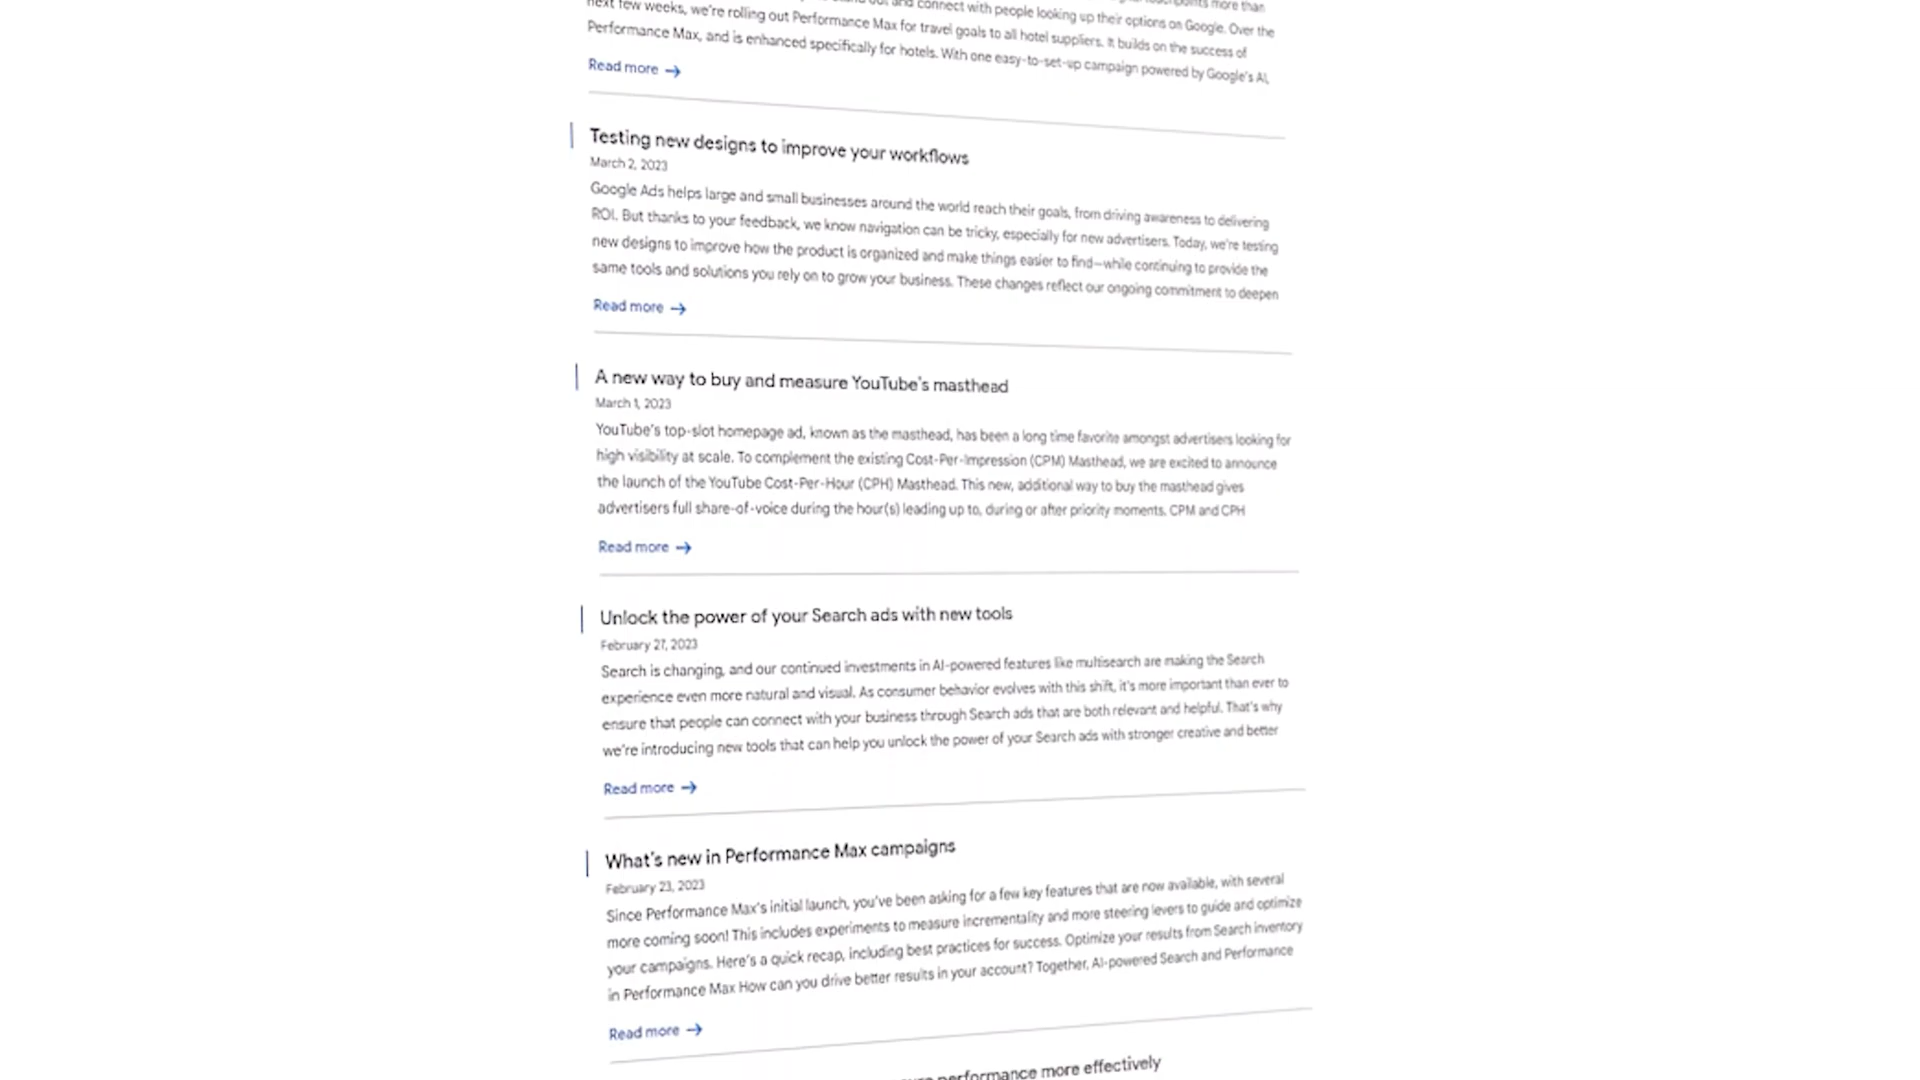 and connect with people looking up their options on Google. Over the
next few weeks, we're rolling out Performance Max for travel goals to all hotel suppliers. It builds on the success of
Performance Max, and is enhanced specifically for hotels. With one easy-to-set-up campaign powered by Google's AI,
Read more →
Testing new designs to improve your workflows
March 2, 2023
Google Ads helps large and small businesses around the world reach their goals, from driving awareness to delivering
ROI. But thanks to your feedback, we know navigation can be tricky, especially for new advertisers. Today, we're testing
new designs to improve how the product is organized and make things easier to find—while continuing to provide the
same tools and solutions you rely on to grow your business. These changes reflect our ongoing commitment to deepen
Read more →
A new way to buy and measure YouTube's masthead
March 1, 2023
YouTube's top-slot homepage ad, known as the masthead, has been a long time favorite amongst advertisers looking for
high visibility at scale. To complement the existing Cost-Per-Impression (CPM) Masthead, we are excited to announce
the launch of the YouTube Cost-Per-Hour (CPH) Masthead. This new, additional way to buy the masthead gives
advertisers full share-of-voice during the hour(s) leading up to, during or after priority moments. CPM and CPH
Read more →
Unlock the power of your Search ads with new tools
February 27, 2023
Search is changing, and our continued investments in AI-powered features like multisearch are making the Search
experience even more natural and visual. As consumer behavior evolves with this shift, it's more important than ever to
ensure that people can connect with your business through Search ads that are both relevant and helpful. That's why
we're introducing new tools that can help you unlock the power of your Search ads with stronger creative and better
Read more →
What's new in Performance Max campaigns
February 23, 2023
Since Performance Max's initial launch, you've been asking for a few key features that are now available, with several
more coming soon! This includes experiments to measure incrementality and more steering levers to guide and optimize
your campaigns. Here's a quick recap, including best practices for success. Optimize your results from Search inventory
in Performance Max How can you drive better results in your account? Together, AI-powered Search and Performance
Read more →
performance more effectively